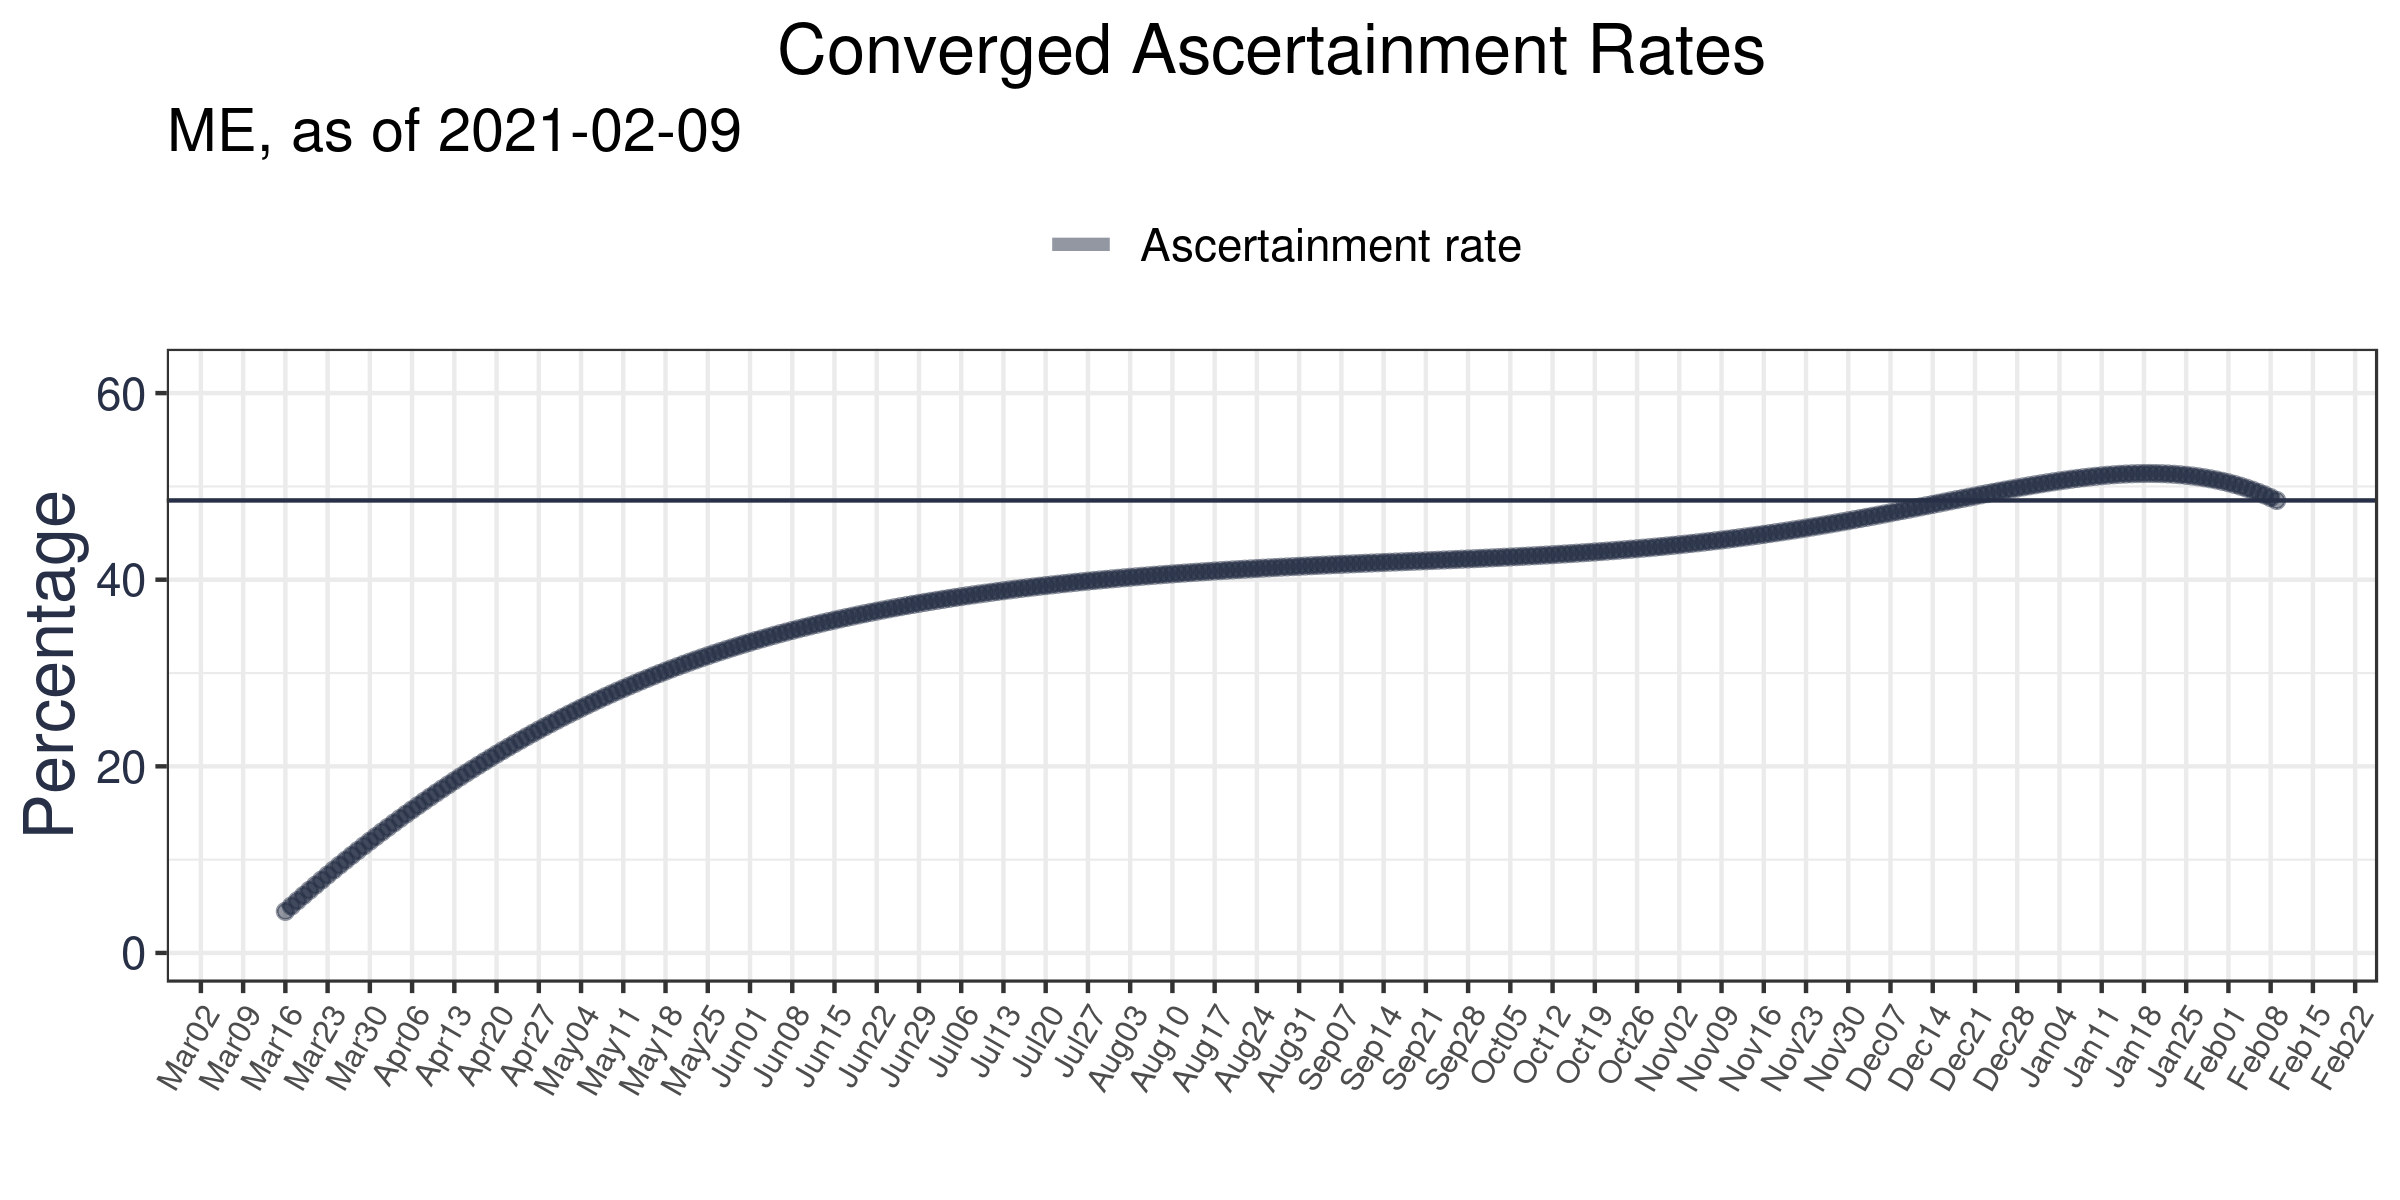 Converged Ascertainment Rates
ME, as of 2021-02-09
Ascertainment rate
Percentage
60
40
20
0
Mar02 Mar09 Mar16 Mar23 Mar30 Apr06 Apr13 Apr20 Apr27 May04 May11 May18 May25 Jun01 Jun08 Jun15 Jun22 Jun29 Jul06 Jul13 Jul20 Jul27 Aug03 Aug10 Aug17 Aug24 Aug31 Sep07 Sep14 Sep21 Sep28 Oct05 Oct12 Oct19 Oct26 Nov02 Nov09 Nov16 Nov23 Nov30 Dec07 Dec14 Dec21 Dec28 Jan04 Jan11 Jan18 Jan25 Feb01 Feb08 Feb15 Feb22